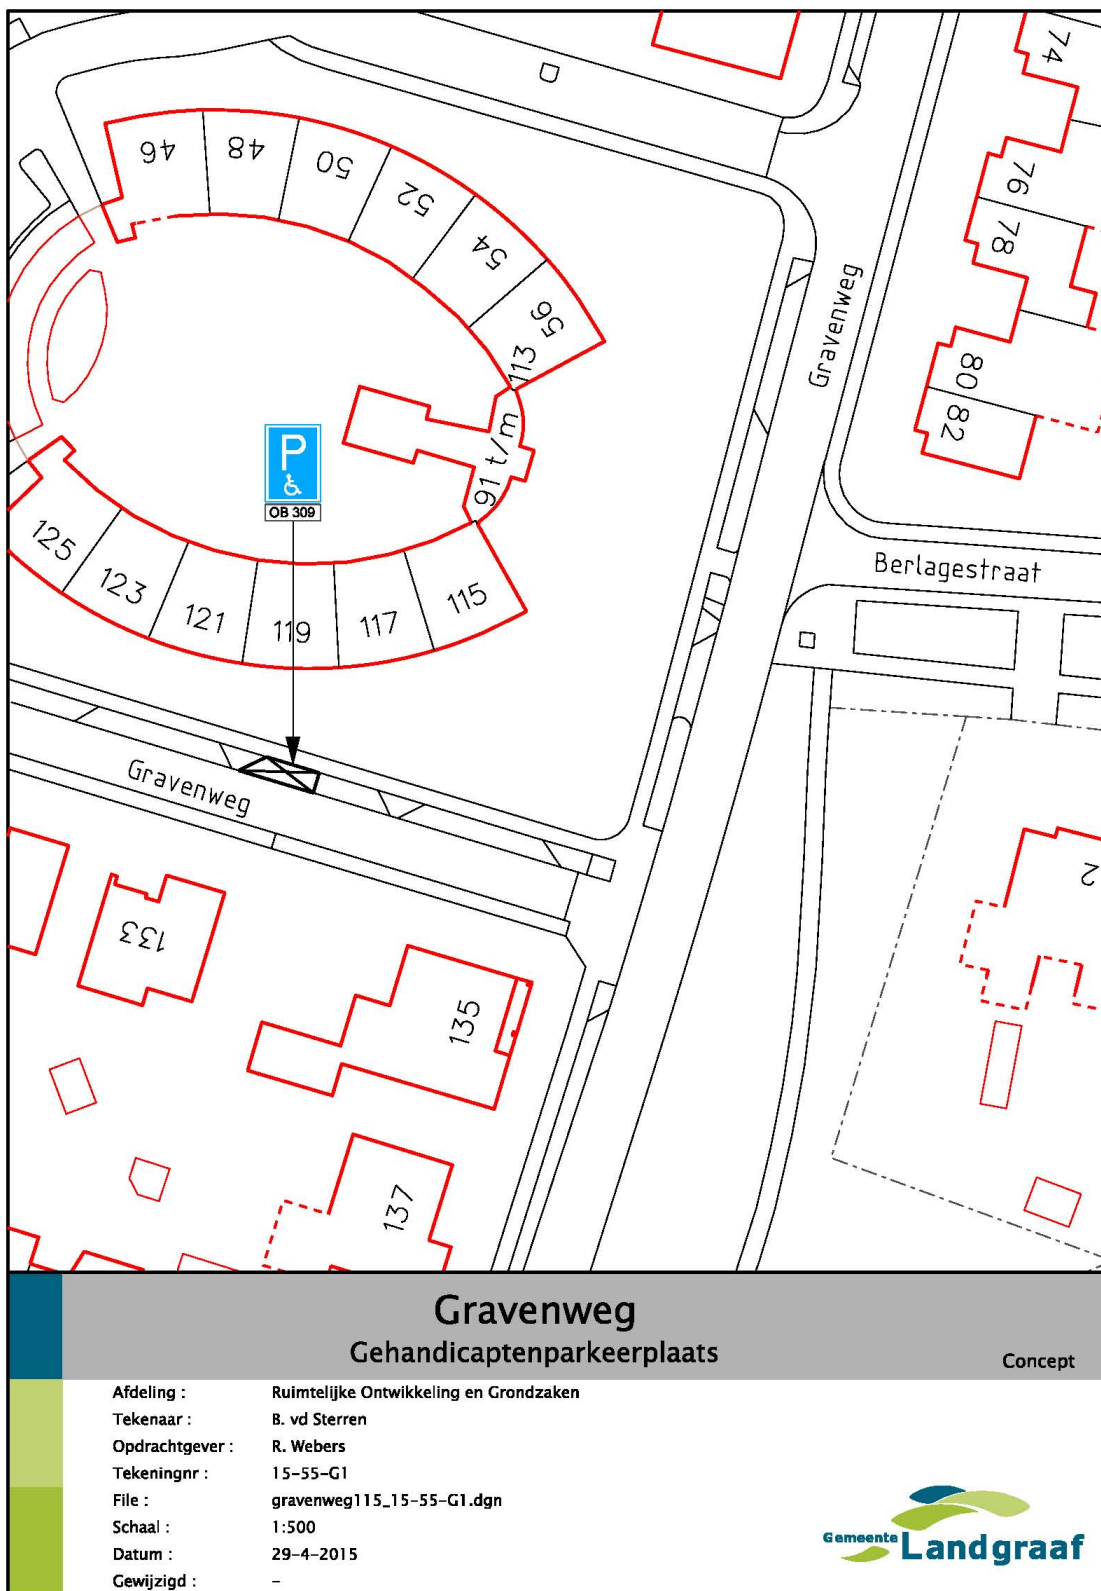 74
46
48
50
52
54
56
76
78
Gravenweg
113
80
82
91 t/m
P
OB 309
125
123
121
119
117
115
Berlagestraat
Gravenweg
2
133
135
137
Gravenweg
Gehandicaptenparkeerplaats
Concept
Afdeling : Ruimtelijke Ontwikkeling en Grondzaken
Tekenaar : B. vd Sterren
Opdrachtgever : R. Webers
Tekeningnr : 15-55-G1
File : gravenweg115_15-55-G1.dgn
Schaal : 1:500
Datum : 29-4-2015
Gewijzigd : -
Gemeente Landgraaf